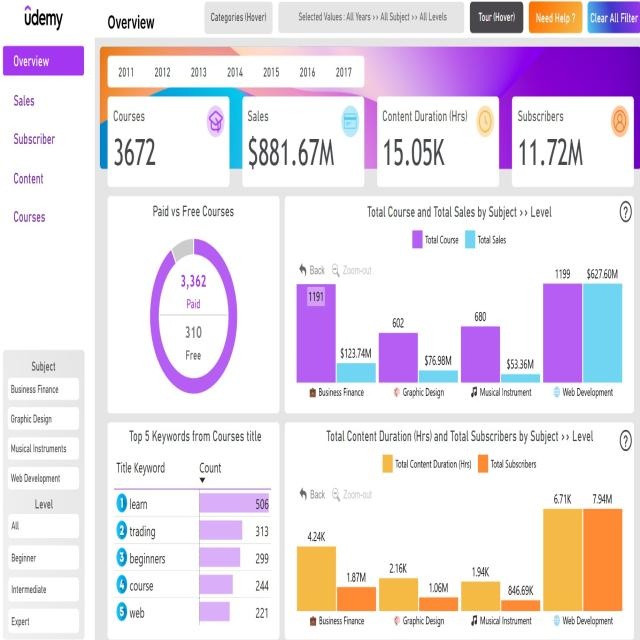 ûdemy
Overview
Categories (Hover)
Selected Values : All Years >> All Subject >> All Levels
Tour (Hover)
Need Help ?
Clear All Filter
Overview
Sales
Subscriber
Content
Courses
2011 2012 2013 2014 2015 2016 2017
Courses
3672
Sales
$881.67M
Content Duration (Hrs)
15.05K
Subscribers
11.72M
Paid vs Free Courses
3,362
Paid
310
Free
Total Course and Total Sales by Subject >> Level
?
Total Course Total Sales
Back Zoom-out
1191
$123.74M
602
$76.98M
680
$53.36M
1199
$627.60M
Business Finance Graphic Design Musical Instrument Web Development
Subject
Business Finance
Graphic Design
Musical Instruments
Web Development
Level
All
Beginner
Intermediate
Expert
Top 5 Keywords from Courses title
Title Keyword Count
1 learn 506
2 trading 313
3 beginners 299
4 course 244
5 web 221
Total Content Duration (Hrs) and Total Subscribers by Subject >> Level
?
Total Content Duration (Hrs) Total Subscribers
Back Zoom-out
4.24K
1.87M
2.16K
1.06M
1.94K
846.69K
6.71K
7.94M
Business Finance Graphic Design Musical Instrument Web Development